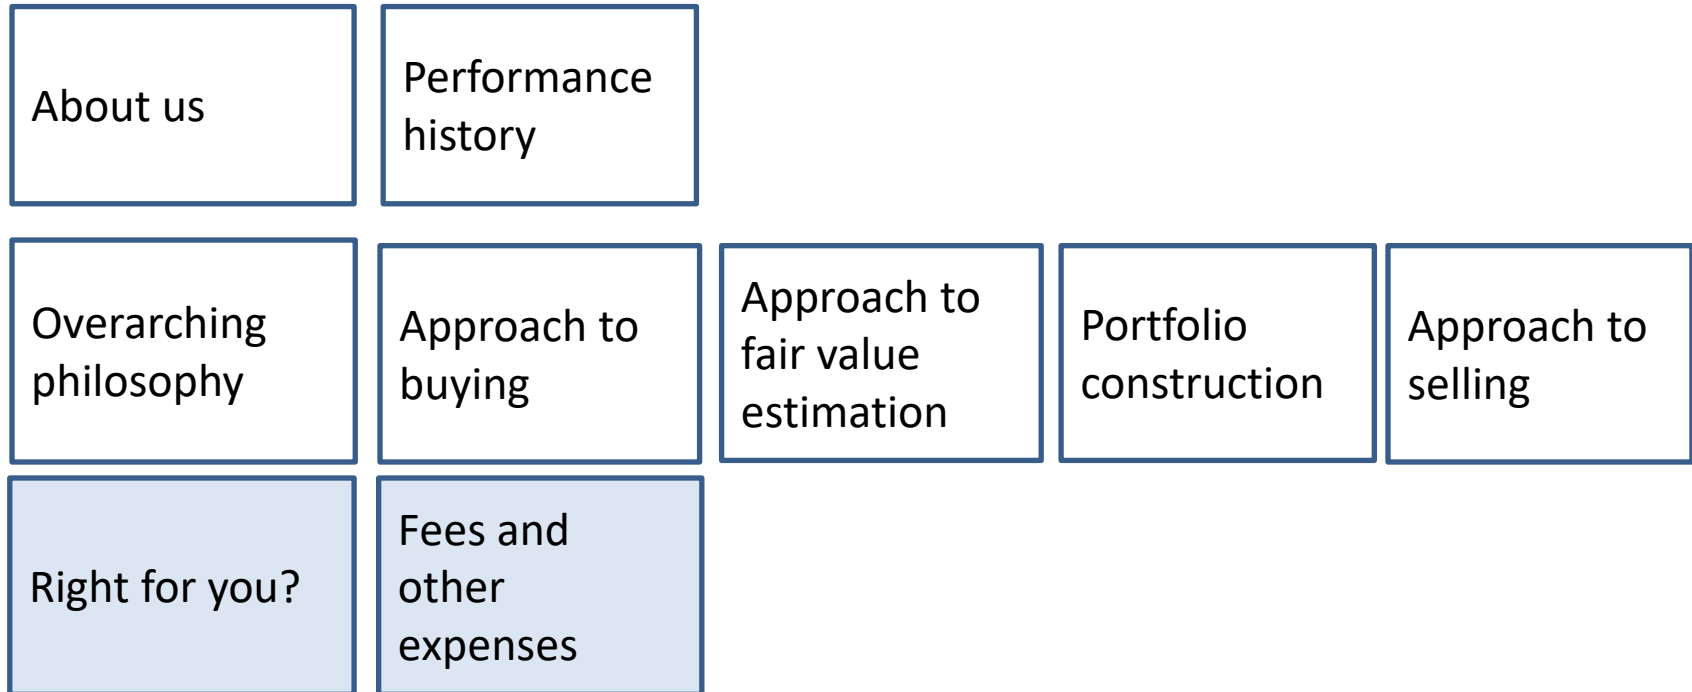 About us
Performance
history
Overarching
philosophy
Approach to
buying
Approach to
fair value
estimation
Portfolio
construction
Approach to
selling
Right for you?
Fees and
other
expenses